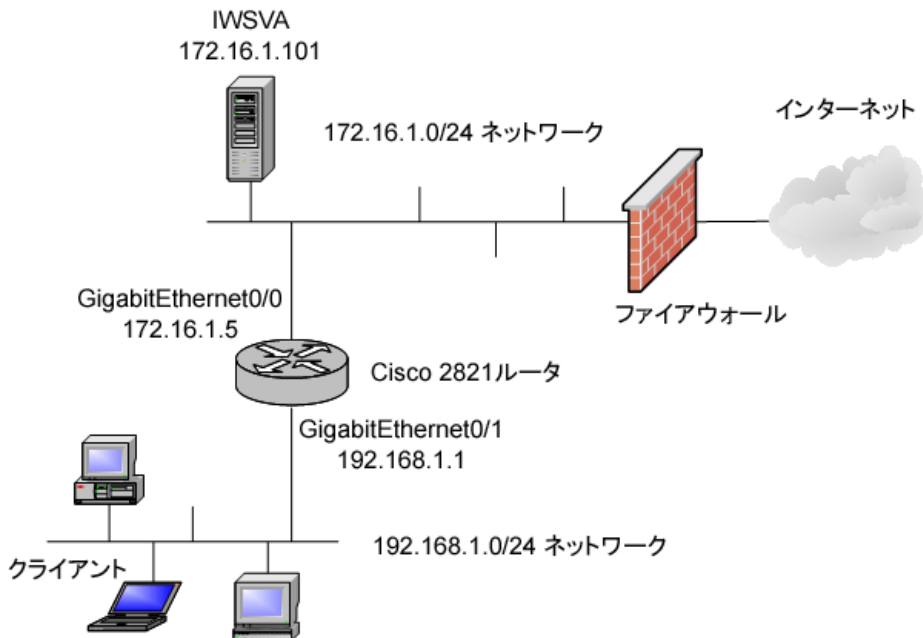 IWSVA
172.16.1.101
172.16.1.0/24 ネットワーク
インターネット
GigabitEthernet0/0
172.16.1.5
ファイアウォール
Cisco 2821ルータ
GigabitEthernet0/1
192.168.1.1
192.168.1.0/24 ネットワーク
クライアント